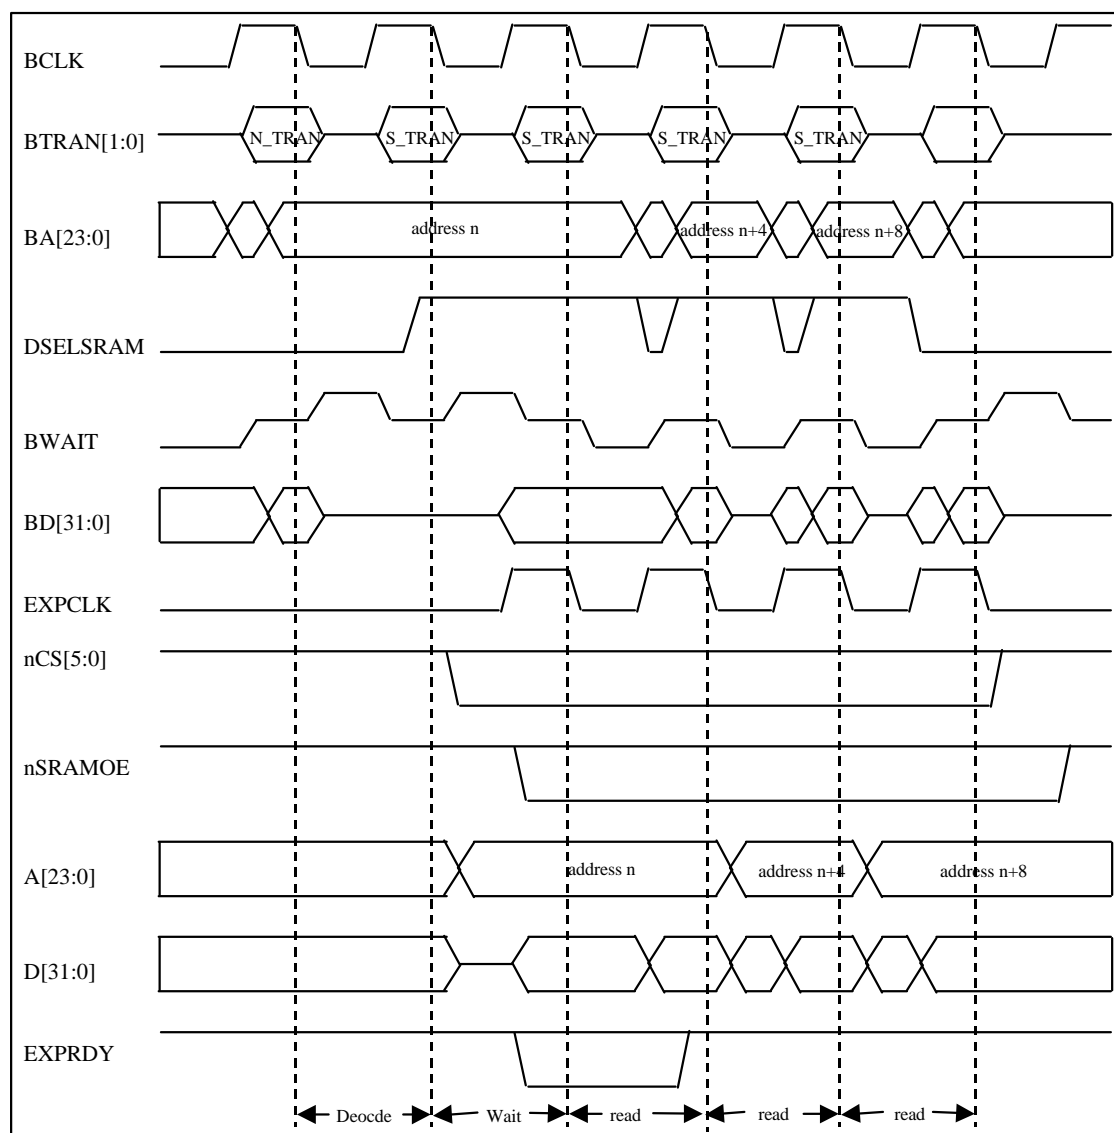 BCLK
BTRAN[1:0]
N_TRAN S_TRAN S_TRAN S_TRAN S_TRAN
BA[23:0]
address n address n+4 address n+8
DSELSRAM
BWAIT
BD[31:0]
EXPCLK
nCS[5:0]
nSRAMOE
A[23:0]
address n address n+4 address n+8
D[31:0]
EXPRDY
Deocde Wait read read read